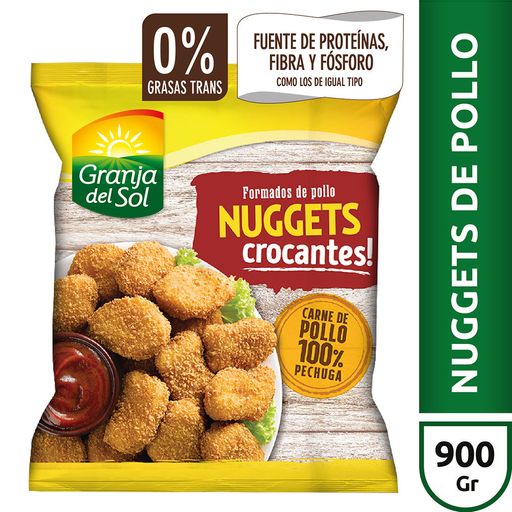 0%
GRASAS TRANS
FUENTE DE PROTEÍNAS,
FIBRA Y FÓSFORO
COMO LOS DE IGUAL TIPO
Granja
del Sol
Formados de pollo
NUGGETS
crocantes!
CARNE DE
POLLO
100%
PECHUGA
NUGGETS DE POLLO
900
Gr